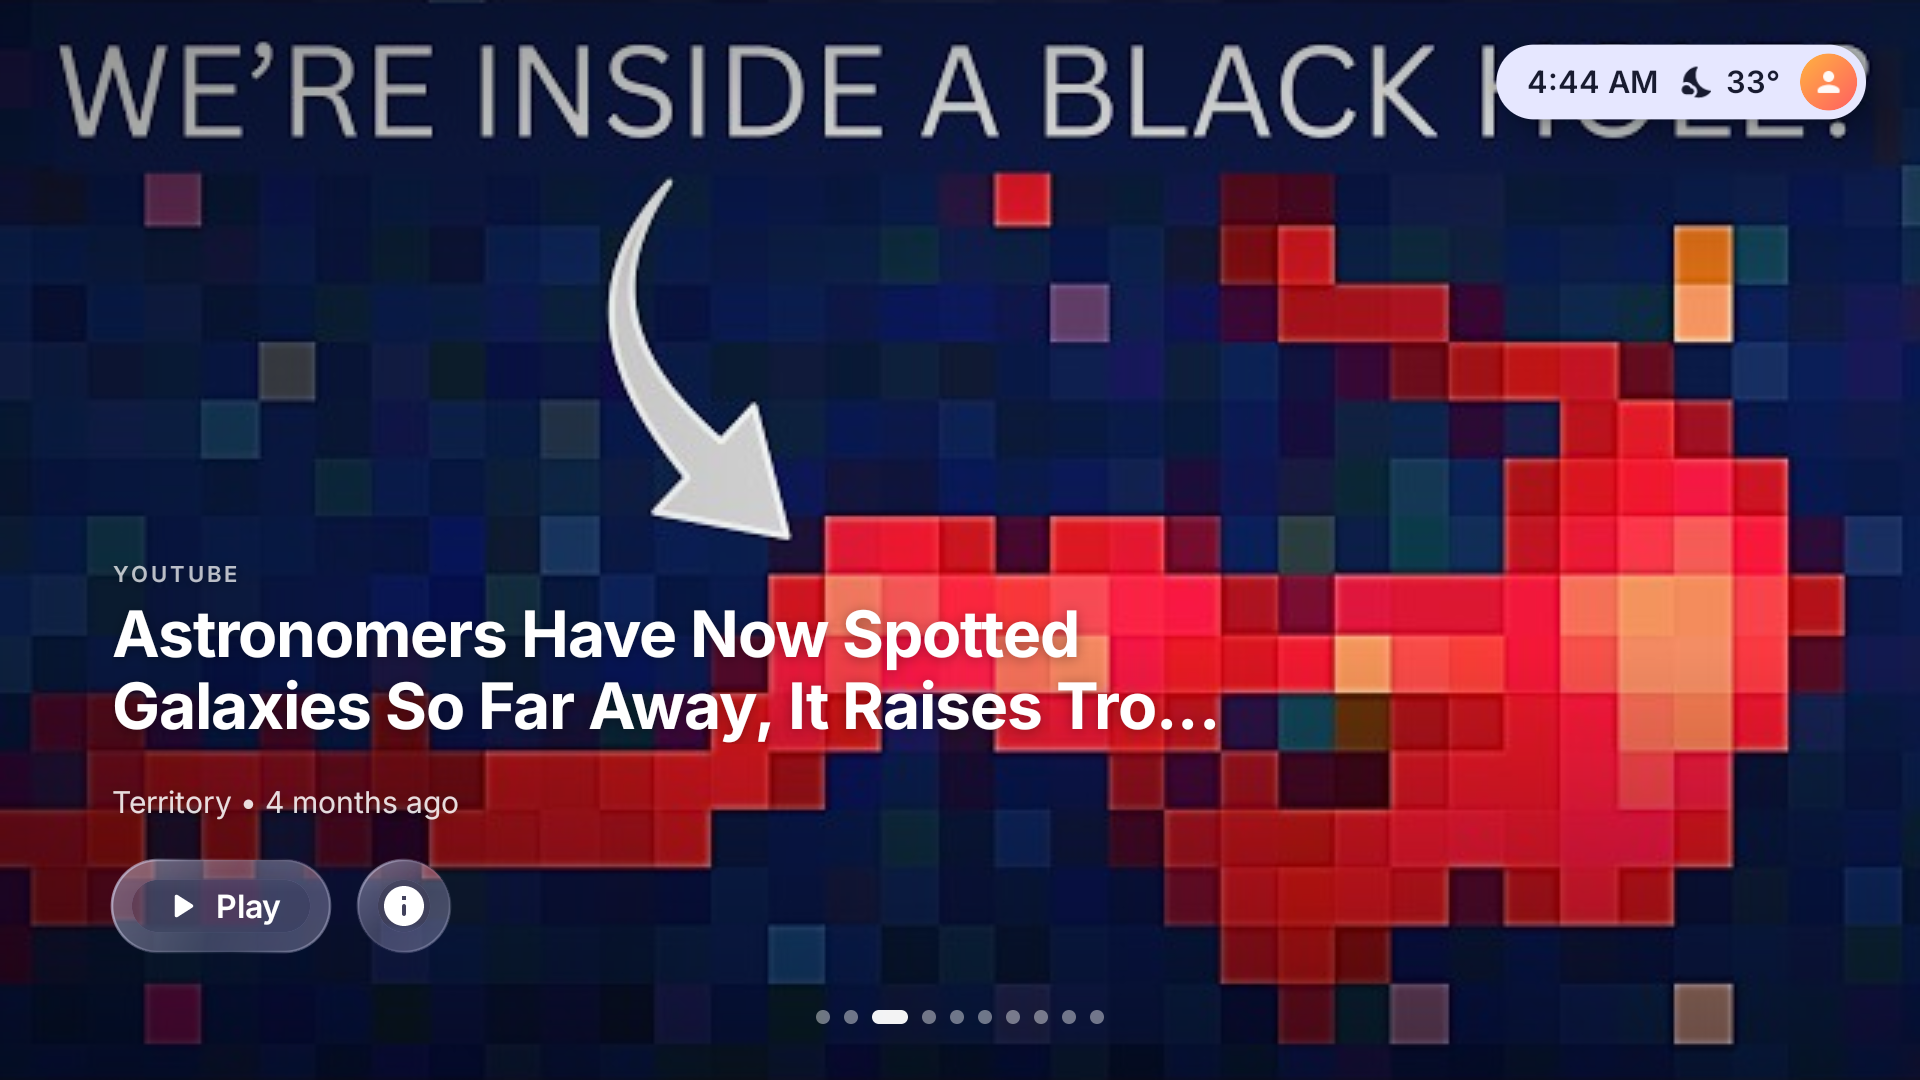 WE'RE INSIDE A BLACK
4:44 AM 33°
YOUTUBE
Astronomers Have Now Spotted
Galaxies So Far Away, It Raises Tro...
Territory • 4 months ago
Play